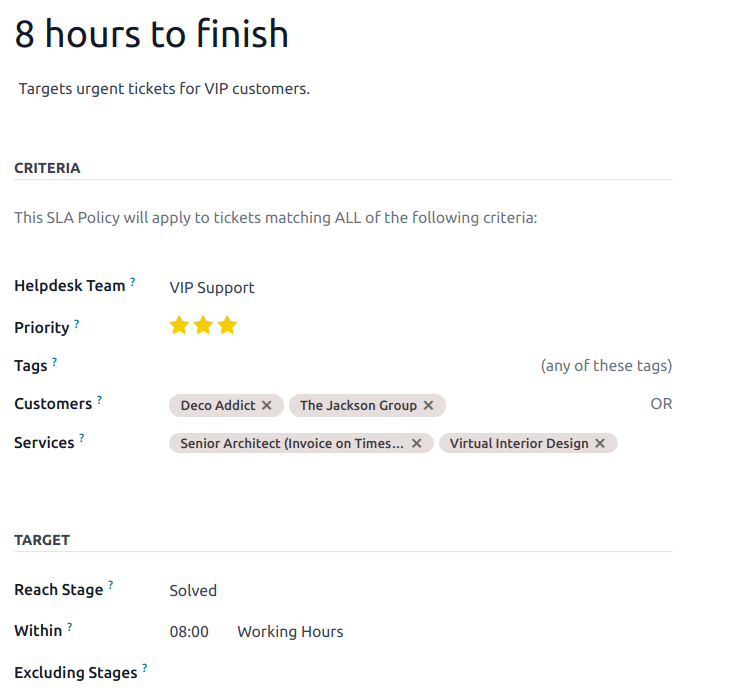 8 hours to finish
Targets urgent tickets for VIP customers.
CRITERIA
This SLA Policy will apply to tickets matching ALL of the following criteria:
Helpdesk Team ? VIP Support
Priority ?
Tags ? (any of these tags)
Customers ? Deco Addict ✕ The Jackson Group ✕ OR
Services ? Senior Architect (Invoice on Times... ✕ Virtual Interior Design ✕
TARGET
Reach Stage ? Solved
Within ? 08:00 Working Hours
Excluding Stages ?